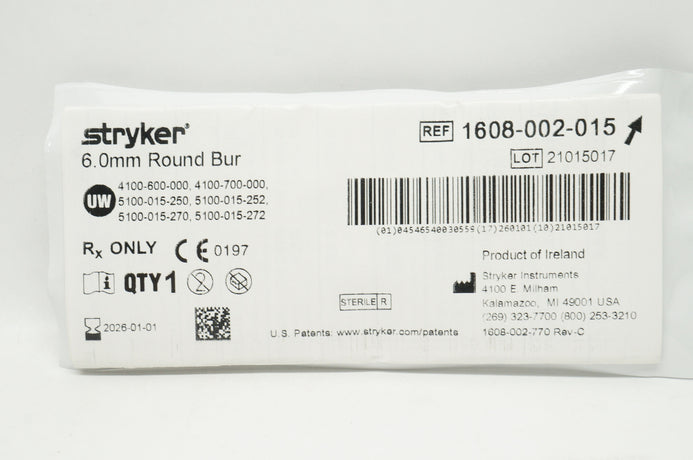 stryker®
6.0mm Round Bur
UW
4100-600-000, 4100-700-000,
5100-015-250, 5100-015-252,
5100-015-270, 5100-015-272
Rx ONLY CE 0197
i QTY 1 2
2026-01-01
STERILE R
U.S. Patents: www.stryker.com/patents
REF 1608-002-015
LOT 21015017
(01)04546540030559(17)260101(10)21015017
Product of Ireland
Stryker Instruments
4100 E. Milham
Kalamazoo, MI 49001 USA
(269) 323-7700 (800) 253-3210
1608-002-770 Rev-C